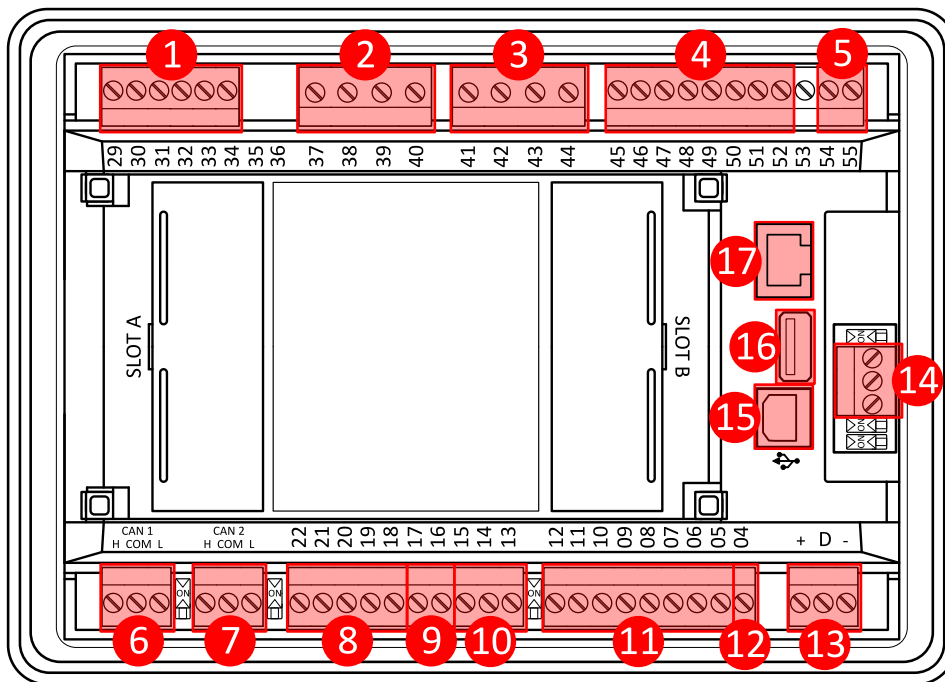 1 2 3 4 5
29 30 31 32 33 34 35 36 37 38 39 40 41 42 43 44 45 46 47 48 49 50 51 52 53 54 55
17
SLOT A
SLOT B
16
ON
14
15
ON
ON
CAN 1
H COM L
CAN 2
H COM L
22 21 20 19 18 17 16 15 14 13 12 11 10 09 08 07 06 05 04 + D -
ON ON ON
6 7 8 9 10 11 12 13